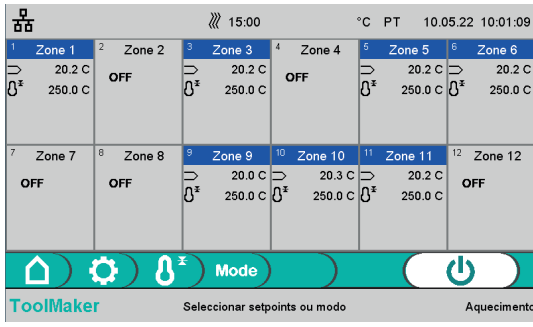 15:00 °C PT 10.05.22 10:01:09
1 Zone 1 2 Zone 2 3 Zone 3 4 Zone 4 5 Zone 5 6 Zone 6
20.2 C OFF 20.2 C OFF 20.2 C 20.2 C
250.0 C 250.0 C 250.0 C 250.0 C
7 Zone 7 8 Zone 8 9 Zone 9 10 Zone 10 11 Zone 11 12 Zone 12
OFF OFF 20.0 C 20.3 C 20.2 C OFF
250.0 C 250.0 C 250.0 C
Mode
ToolMaker Seleccionar setpoints ou modo Aquecimento